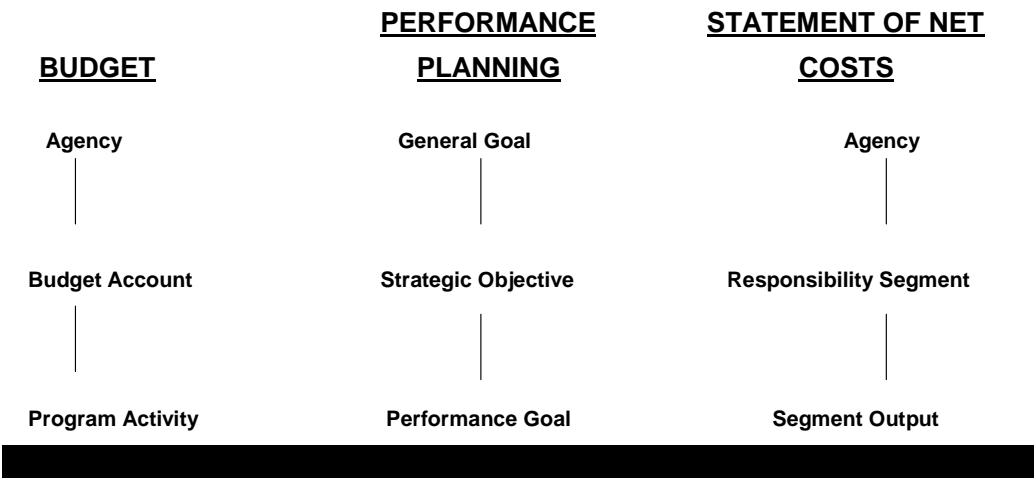 BUDGET
PERFORMANCE
PLANNING
STATEMENT OF NET
COSTS
Agency
General Goal
Agency
Budget Account
Strategic Objective
Responsibility Segment
Program Activity
Performance Goal
Segment Output